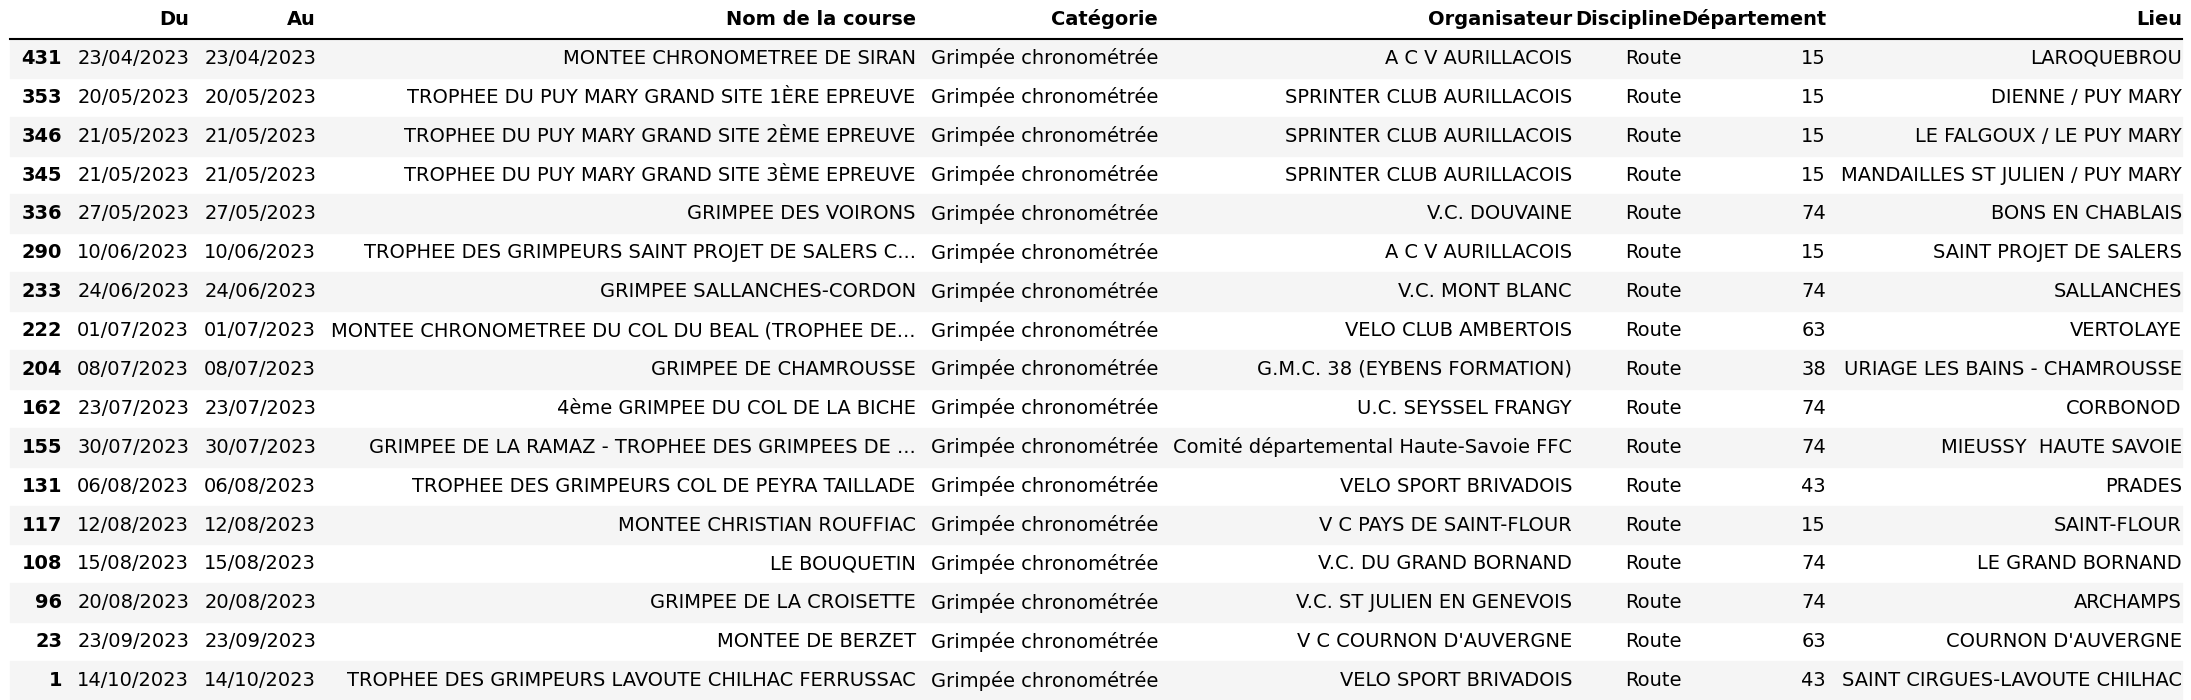 Du Au Nom de la course Catégorie Organisateur Discipline Département Lieu
431 23/04/2023 23/04/2023 MONTEE CHRONOMETREE DE SIRAN Grimpée chronométrée A C V AURILLACOIS Route 15 LAROQUEBROU
353 20/05/2023 20/05/2023 TROPHEE DU PUY MARY GRAND SITE 1ÈRE EPREUVE Grimpée chronométrée SPRINTER CLUB AURILLACOIS Route 15 DIENNE / PUY MARY
346 21/05/2023 21/05/2023 TROPHEE DU PUY MARY GRAND SITE 2ÈME EPREUVE Grimpée chronométrée SPRINTER CLUB AURILLACOIS Route 15 LE FALGOUX / LE PUY MARY
345 21/05/2023 21/05/2023 TROPHEE DU PUY MARY GRAND SITE 3ÈME EPREUVE Grimpée chronométrée SPRINTER CLUB AURILLACOIS Route 15 MANDAILLES ST JULIEN / PUY MARY
336 27/05/2023 27/05/2023 GRIMPEE DES VOIRONS Grimpée chronométrée V.C. DOUVAINE Route 74 BONS EN CHABLAIS
290 10/06/2023 10/06/2023 TROPHEE DES GRIMPEURS SAINT PROJET DE SALERS C... Grimpée chronométrée A C V AURILLACOIS Route 15 SAINT PROJET DE SALERS
233 24/06/2023 24/06/2023 GRIMPEE SALLANCHES-CORDON Grimpée chronométrée V.C. MONT BLANC Route 74 SALLANCHES
222 01/07/2023 01/07/2023 MONTEE CHRONOMETREE DU COL DU BEAL (TROPHEE DE... Grimpée chronométrée VELO CLUB AMBERTOIS Route 63 VERTOLAYE
204 08/07/2023 08/07/2023 GRIMPEE DE CHAMROUSSE Grimpée chronométrée G.M.C. 38 (EYBENS FORMATION) Route 38 URIAGE LES BAINS - CHAMROUSSE
162 23/07/2023 23/07/2023 4ème GRIMPEE DU COL DE LA BICHE Grimpée chronométrée U.C. SEYSSEL FRANGY Route 74 CORBONOD
155 30/07/2023 30/07/2023 GRIMPEE DE LA RAMAZ - TROPHEE DES GRIMPEES DE ... Grimpée chronométrée Comité départemental Haute-Savoie FFC Route 74 MIEUSSY  HAUTE SAVOIE
131 06/08/2023 06/08/2023 TROPHEE DES GRIMPEURS COL DE PEYRA TAILLADE Grimpée chronométrée VELO SPORT BRIVADOIS Route 43 PRADES
117 12/08/2023 12/08/2023 MONTEE CHRISTIAN ROUFFIAC Grimpée chronométrée V C PAYS DE SAINT-FLOUR Route 15 SAINT-FLOUR
108 15/08/2023 15/08/2023 LE BOUQUETIN Grimpée chronométrée V.C. DU GRAND BORNAND Route 74 LE GRAND BORNAND
96 20/08/2023 20/08/2023 GRIMPEE DE LA CROISETTE Grimpée chronométrée V.C. ST JULIEN EN GENEVOIS Route 74 ARCHAMPS
23 23/09/2023 23/09/2023 MONTEE DE BERZET Grimpée chronométrée V C COURNON D'AUVERGNE Route 63 COURNON D'AUVERGNE
1 14/10/2023 14/10/2023 TROPHEE DES GRIMPEURS LAVOUTE CHILHAC FERRUSSAC Grimpée chronométrée VELO SPORT BRIVADOIS Route 43 SAINT CIRGUES-LAVOUTE CHILHAC